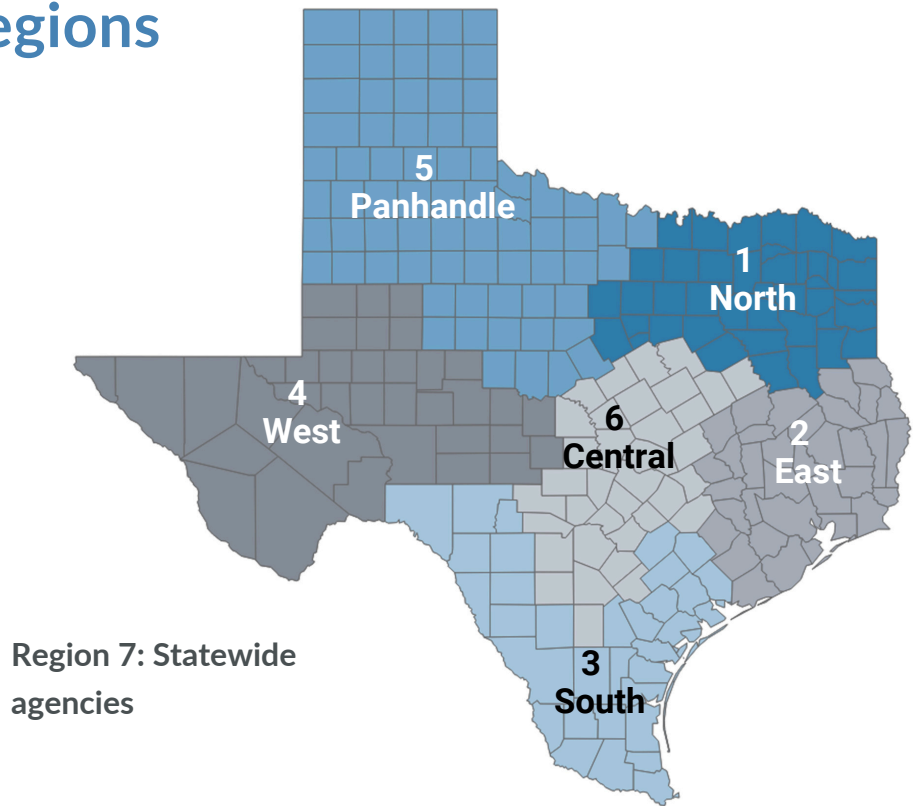 egions
5
Panhandle
1
North
4
West
6
Central
2
East
Region 7: Statewide
agencies
3
South